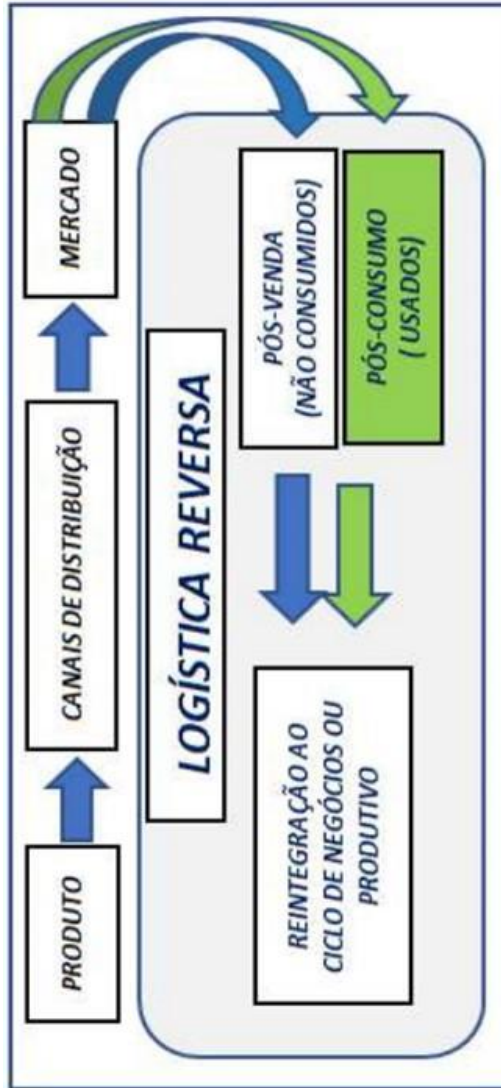 PRODUTO
CANAIS DE DISTRIBUIÇÃO
MERCADO
LOGÍSTICA REVERSA
REINTEGRAÇÃO AO
CICLO DE NEGÓCIOS OU
PRODUTIVO
PÓS-VENDA
(NÃO CONSUMIDOS)
PÓS-CONSUMO
( USADOS)